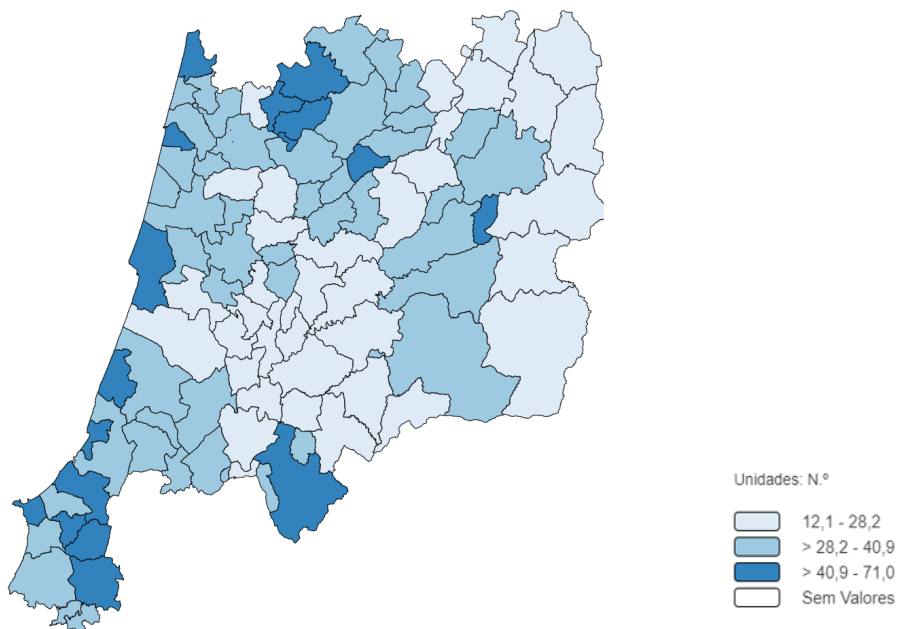 Unidades: N.º
12,1 - 28,2
> 28,2 - 40,9
> 40,9 - 71,0
Sem Valores